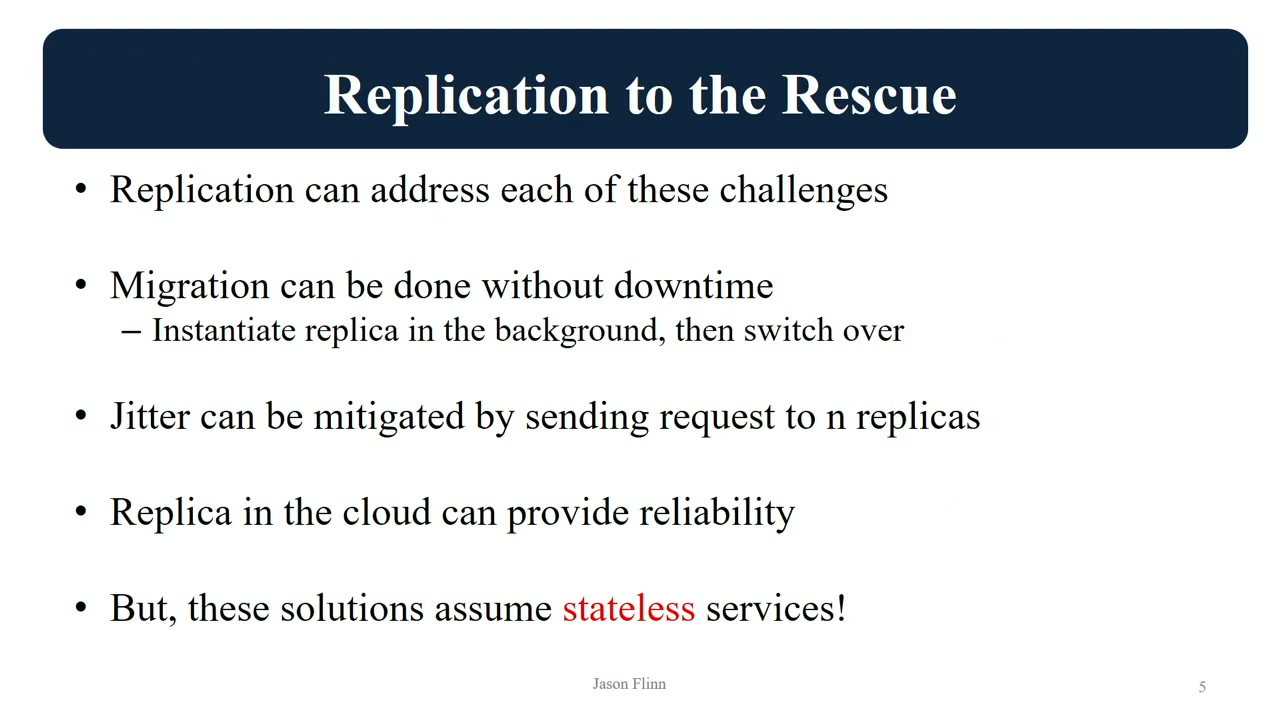 Replication to the Rescue
• Replication can address each of these challenges
• Migration can be done without downtime
– Instantiate replica in the background, then switch over
• Jitter can be mitigated by sending request to n replicas
• Replica in the cloud can provide reliability
• But, these solutions assume stateless services!
Jason Flinn
5